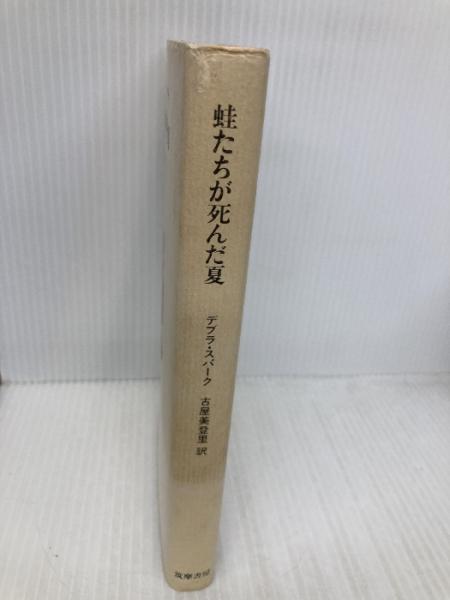 蛙たちが死んだ夏
デブラ・スパーク
古屋美登里 訳
筑摩書房